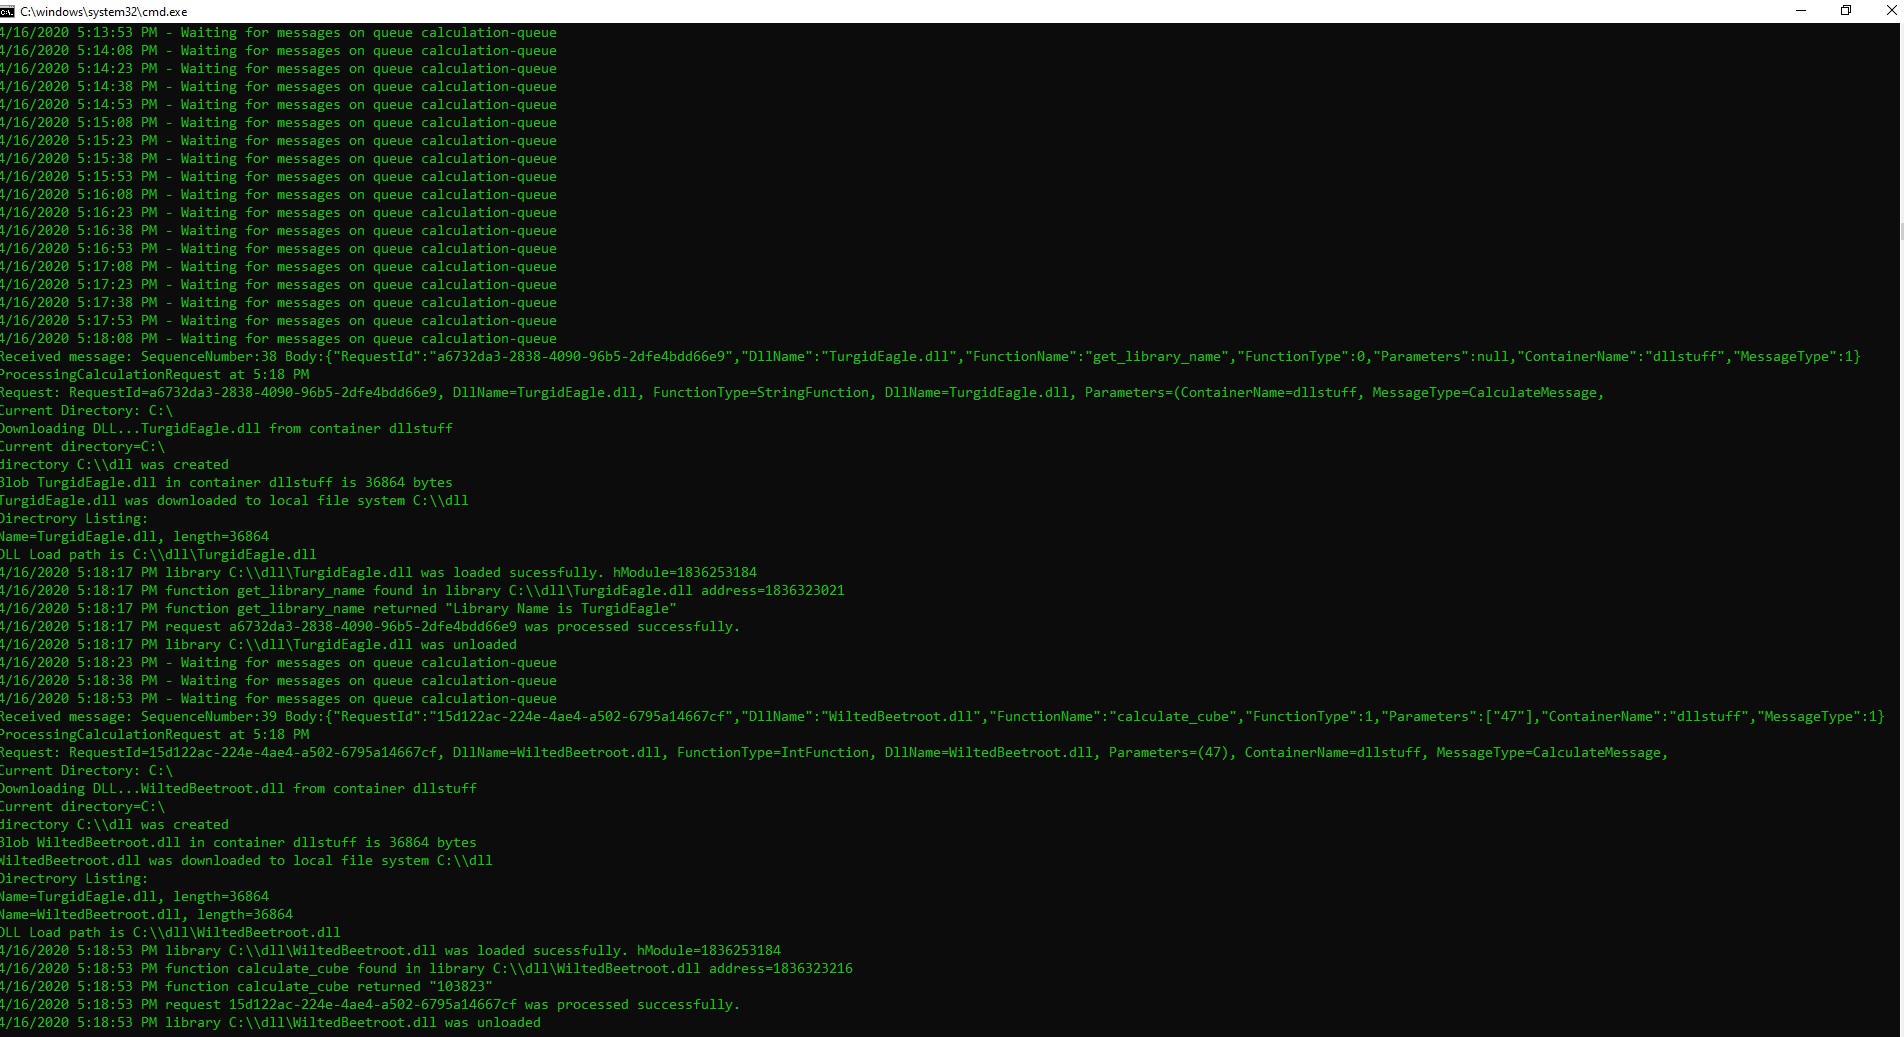 C:\windows\system32\cmd.exe
4/16/2020 5:13:53 PM - Waiting for messages on queue calculation-queue
4/16/2020 5:14:08 PM - Waiting for messages on queue calculation-queue
4/16/2020 5:14:23 PM - Waiting for messages on queue calculation-queue
4/16/2020 5:14:38 PM - Waiting for messages on queue calculation-queue
4/16/2020 5:14:53 PM - Waiting for messages on queue calculation-queue
4/16/2020 5:15:08 PM - Waiting for messages on queue calculation-queue
4/16/2020 5:15:23 PM - Waiting for messages on queue calculation-queue
4/16/2020 5:15:38 PM - Waiting for messages on queue calculation-queue
4/16/2020 5:15:53 PM - Waiting for messages on queue calculation-queue
4/16/2020 5:16:08 PM - Waiting for messages on queue calculation-queue
4/16/2020 5:16:23 PM - Waiting for messages on queue calculation-queue
4/16/2020 5:16:38 PM - Waiting for messages on queue calculation-queue
4/16/2020 5:16:53 PM - Waiting for messages on queue calculation-queue
4/16/2020 5:17:08 PM - Waiting for messages on queue calculation-queue
4/16/2020 5:17:23 PM - Waiting for messages on queue calculation-queue
4/16/2020 5:17:38 PM - Waiting for messages on queue calculation-queue
4/16/2020 5:17:53 PM - Waiting for messages on queue calculation-queue
4/16/2020 5:18:08 PM - Waiting for messages on queue calculation-queue
Received message: SequenceNumber:38 Body:{"RequestId":"a6732da3-2838-4090-96b5-2dfe4bdd66e9","DllName":"TurgidEagle.dll","FunctionName":"get_library_name","FunctionType":0,"Parameters":null,"ContainerName":"dllstuff","MessageType":1}
ProcessingCalculationRequest at 5:18 PM
Request: RequestId=a6732da3-2838-4090-96b5-2dfe4bdd66e9, DllName=TurgidEagle.dll, FunctionType=StringFunction, DllName=TurgidEagle.dll, Parameters=(ContainerName=dllstuff, MessageType=CalculateMessage,
Current Directory: C:\
Downloading DLL...TurgidEagle.dll from container dllstuff
Current directory=C:\
directory C:\\dll was created
Blob TurgidEagle.dll in container dllstuff is 36864 bytes
TurgidEagle.dll was downloaded to local file system C:\\dll
Directrory Listing:
Name=TurgidEagle.dll, length=36864
DLL Load path is C:\\dll\TurgidEagle.dll
4/16/2020 5:18:17 PM library C:\\dll\TurgidEagle.dll was loaded sucessfully. hModule=1836253184
4/16/2020 5:18:17 PM function get_library_name found in library C:\\dll\TurgidEagle.dll address=1836323021
4/16/2020 5:18:17 PM function get_library_name returned "Library Name is TurgidEagle"
4/16/2020 5:18:17 PM request a6732da3-2838-4090-96b5-2dfe4bdd66e9 was processed successfully.
4/16/2020 5:18:17 PM library C:\\dll\TurgidEagle.dll was unloaded
4/16/2020 5:18:23 PM - Waiting for messages on queue calculation-queue
4/16/2020 5:18:38 PM - Waiting for messages on queue calculation-queue
4/16/2020 5:18:53 PM - Waiting for messages on queue calculation-queue
Received message: SequenceNumber:39 Body:{"RequestId":"15d122ac-224e-4ae4-a502-6795a14667cf","DllName":"WiltedBeetroot.dll","FunctionName":"calculate_cube","FunctionType":1,"Parameters":["47"],"ContainerName":"dllstuff","MessageType":1}
ProcessingCalculationRequest at 5:18 PM
Request: RequestId=15d122ac-224e-4ae4-a502-6795a14667cf, DllName=WiltedBeetroot.dll, FunctionType=IntFunction, DllName=WiltedBeetroot.dll, Parameters=(47), ContainerName=dllstuff, MessageType=CalculateMessage,
Current Directory: C:\
Downloading DLL...WiltedBeetroot.dll from container dllstuff
Current directory=C:\
directory C:\\dll was created
Blob WiltedBeetroot.dll in container dllstuff is 36864 bytes
WiltedBeetroot.dll was downloaded to local file system C:\\dll
Directrory Listing:
Name=TurgidEagle.dll, length=36864
Name=WiltedBeetroot.dll, length=36864
DLL Load path is C:\\dll\WiltedBeetroot.dll
4/16/2020 5:18:53 PM library C:\\dll\WiltedBeetroot.dll was loaded sucessfully. hModule=1836253184
4/16/2020 5:18:53 PM function calculate_cube found in library C:\\dll\WiltedBeetroot.dll address=1836323216
4/16/2020 5:18:53 PM function calculate_cube returned "103823"
4/16/2020 5:18:53 PM request 15d122ac-224e-4ae4-a502-6795a14667cf was processed successfully.
4/16/2020 5:18:53 PM library C:\\dll\WiltedBeetroot.dll was unloaded